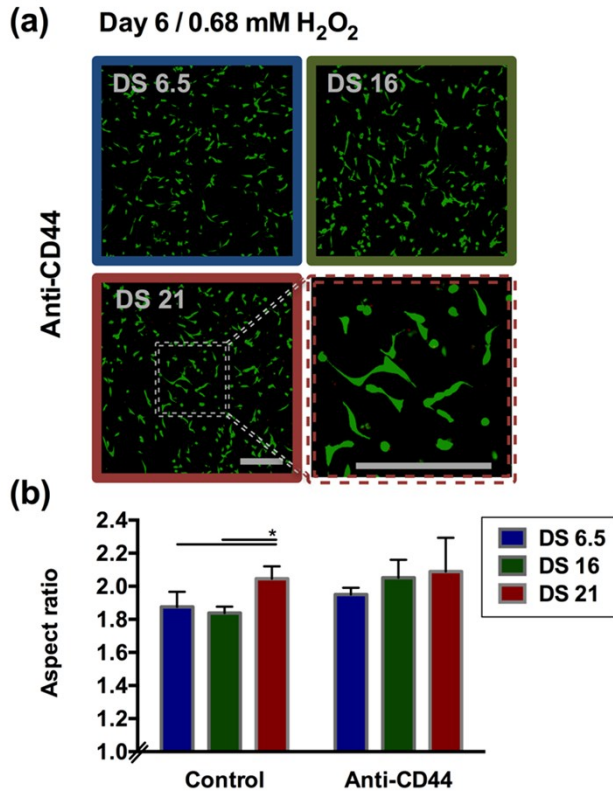 (a) Day 6 / 0.68 mM H₂O₂
Anti-CD44
DS 6.5
DS 16
DS 21
(b)
Aspect ratio
2.4
2.2
2.0
1.8
1.6
1.4
1.2
1.0
*
Control
Anti-CD44
DS 6.5
DS 16
DS 21